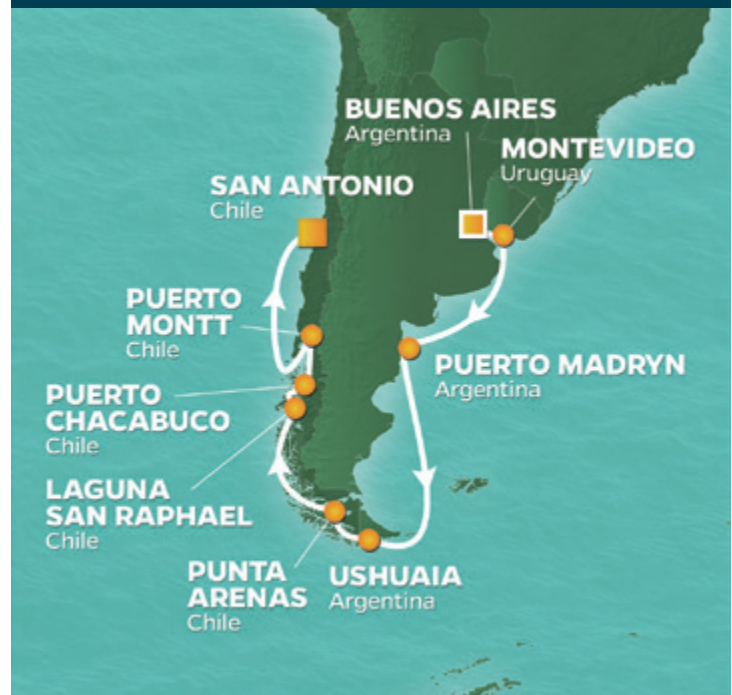 BUENOS AIRES
Argentina
MONTEVIDEO
Uruguay
SAN ANTONIO
Chile
PUERTO
MONTT
Chile
PUERTO MADRYN
Argentina
PUERTO
CHACABUCO
Chile
LAGUNA
SAN RAPHAEL
Chile
PUNTA
ARENAS
Chile
USHUAIA
Argentina